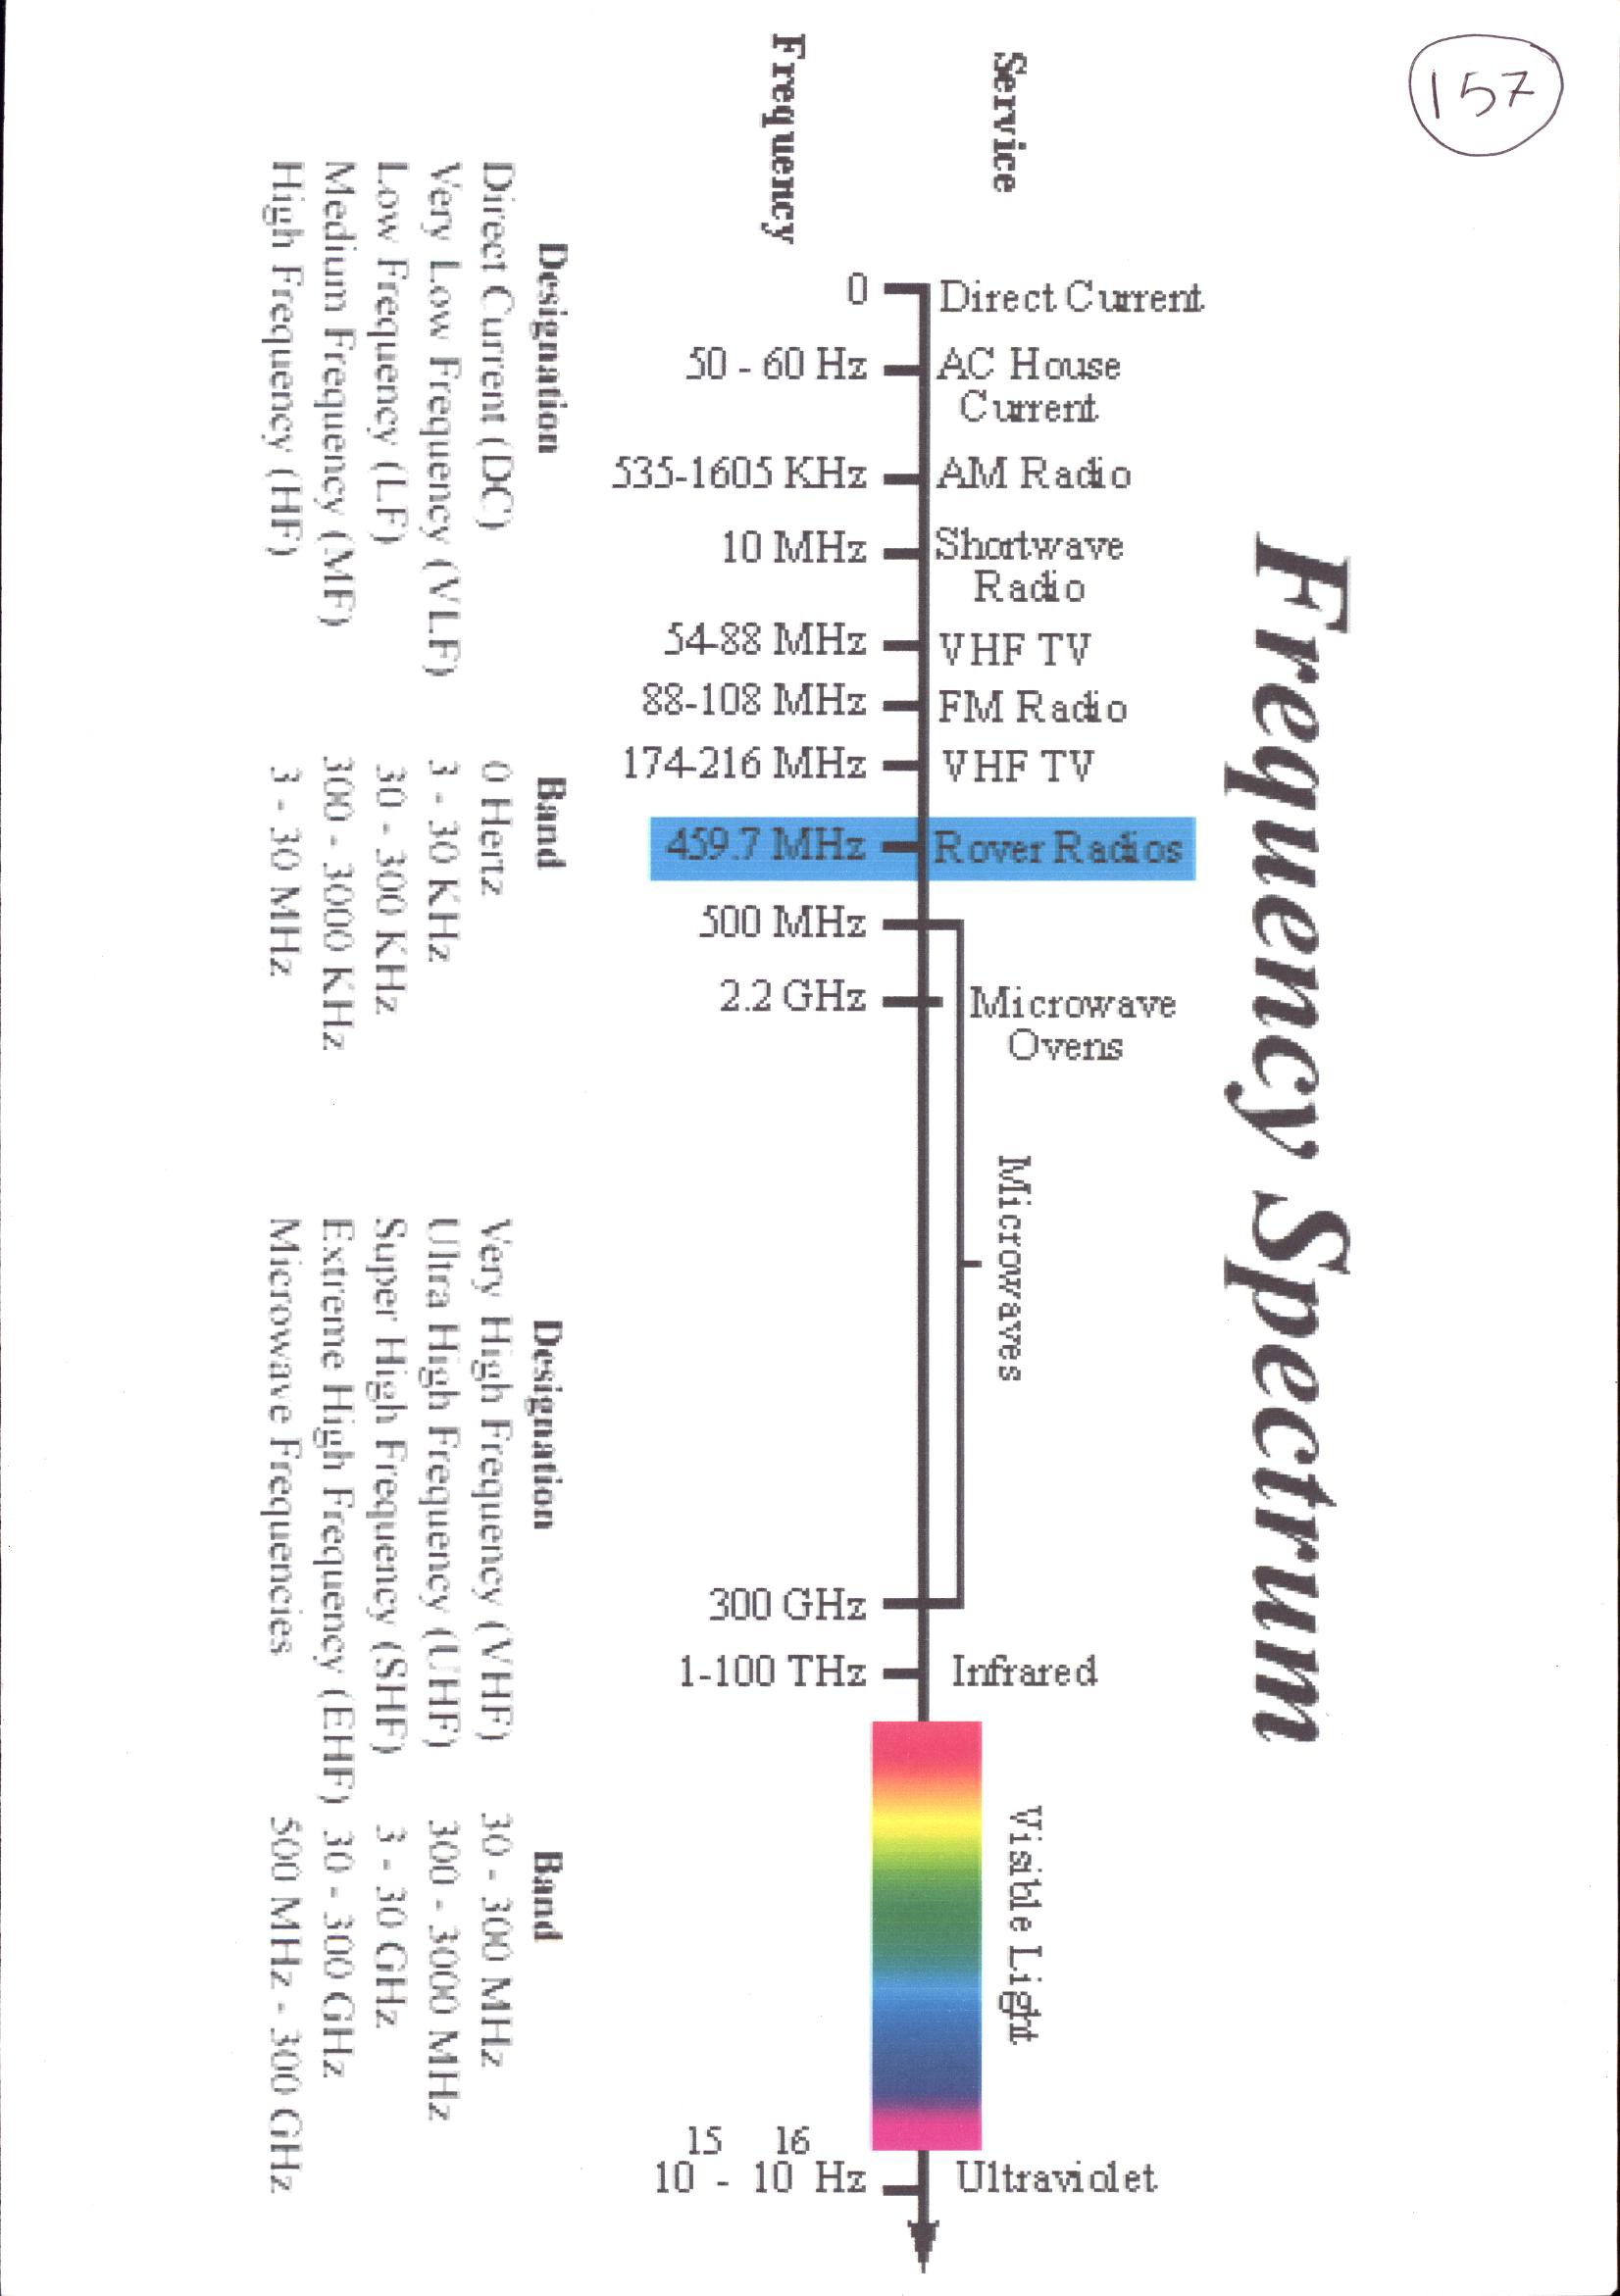 157
Frequency Spectrum
Service
Frequency
0 Direct Current
50 - 60 Hz AC House
Current
535-1605 KHz AM Radio
10 MHz Shortwave
Radio
54-88 MHz VHF TV
88-108 MHz FM Radio
174-216 MHz VHF TV
459.7 MHz Rover Radios
500 MHz
2.2 GHz Microwave
Ovens
Microwaves
300 GHz
1-100 THz Infrared
Visible Light
15 16
10 - 10 Hz Ultraviolet
Designation Band
Direct Current (DC) 0 Hertz
Very Low Frequency (VLF) 3 - 30 KHz
Low Frequency (LF) 30 - 300 KHz
Medium Frequency (MF) 300 - 3000 KHz
High Frequency (HF) 3 - 30 MHz
Designation Band
Very High Frequency (VHF) 30 - 300 MHz
Ultra High Frequency (UHF) 300 - 3000 MHz
Super High Frequency (SHF) 3 - 30 GHz
Extreme High Frequency (EHF) 30 - 300 GHz
Microwave Frequencies 500 MHz - 300 GHz